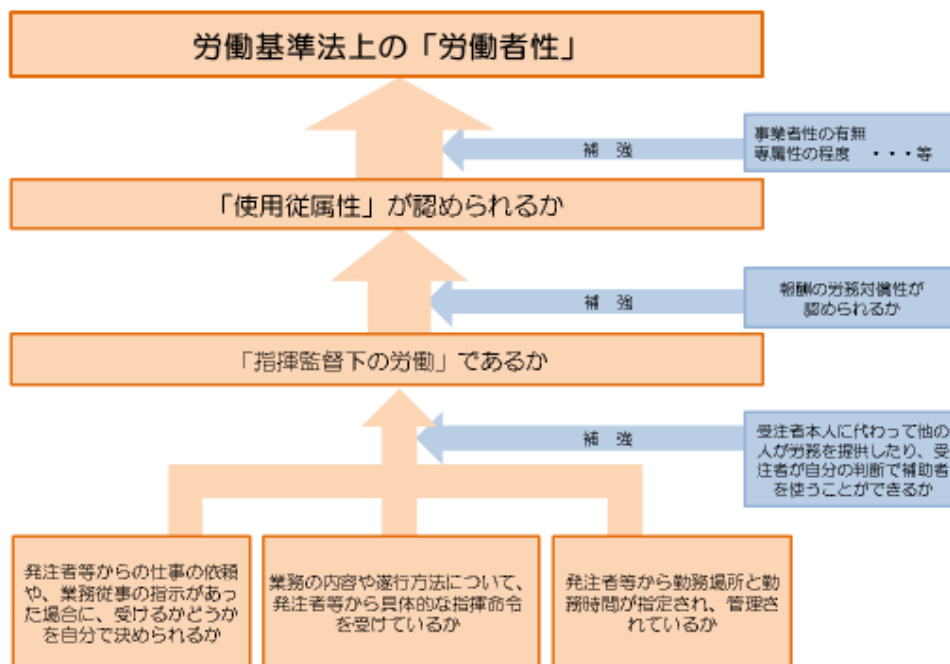 労働基準法上の「労働者性」
補 強
事業者性の有無
専属性の程度 ・・・等
「使用従属性」が認められるか
補 強
報酬の労務対償性が
認められるか
「指揮監督下の労働」であるか
補 強
受注者本人に代わって他の
人が労務を提供したり、受
注者が自分の判断で補助者
を使うことができるか
発注者等からの仕事の依頼
や、業務従事の指示があっ
た場合に、受けるかどうか
を自分で決められるか
業務の内容や遂行方法について、
発注者等から具体的な指揮命令
を受けているか
発注者等から勤務場所と勤
務時間が指定され、管理さ
れているか